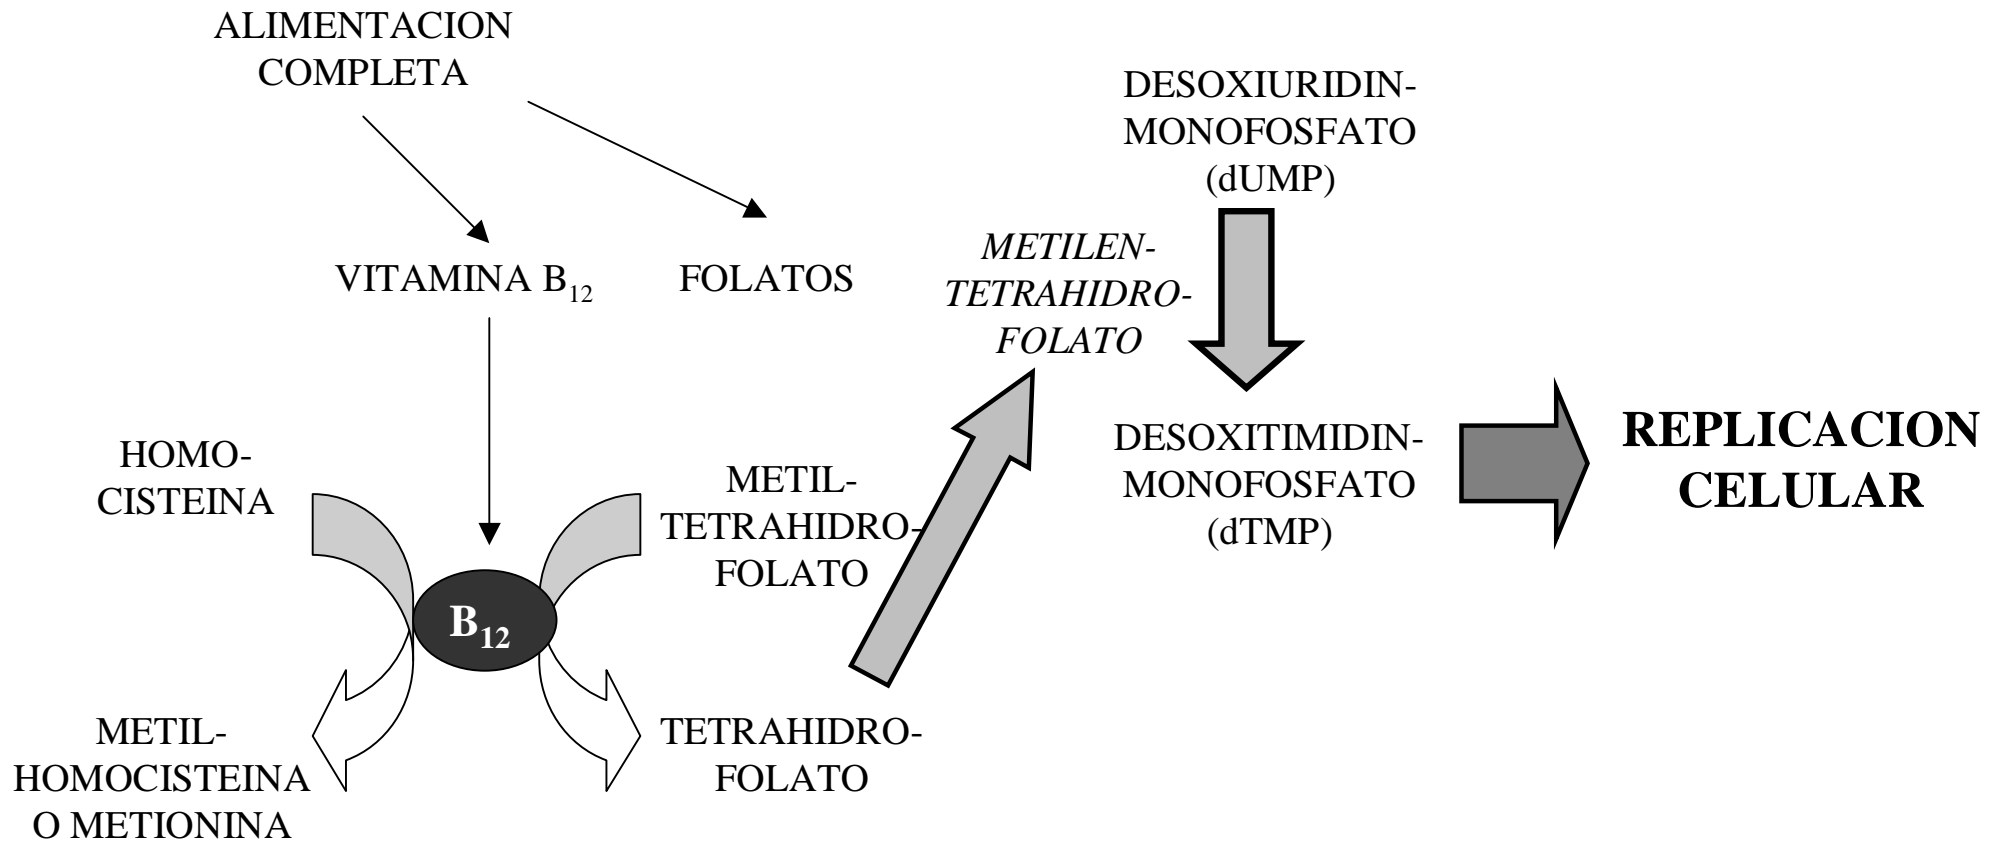 ALIMENTACION
COMPLETA
DESOXIURIDIN-
MONOFOSFATO
(dUMP)
METILEN-
TETRAHIDRO-
FOLATO
VITAMINA B12
FOLATOS
HOMO-
CISTEINA
METIL-
TETRAHIDRO-
FOLATO
DESOXITIMIDIN-
MONOFOSFATO
(dTMP)
REPLICACION
CELULAR
B12
METIL-
HOMOCISTEINA
O METIONINA
TETRAHIDRO-
FOLATO